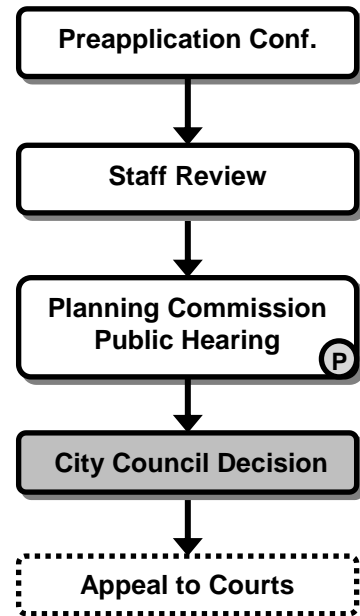 Preapplication Conf.
Staff Review
Planning Commission
Public Hearing
P
City Council Decision
Appeal to Courts